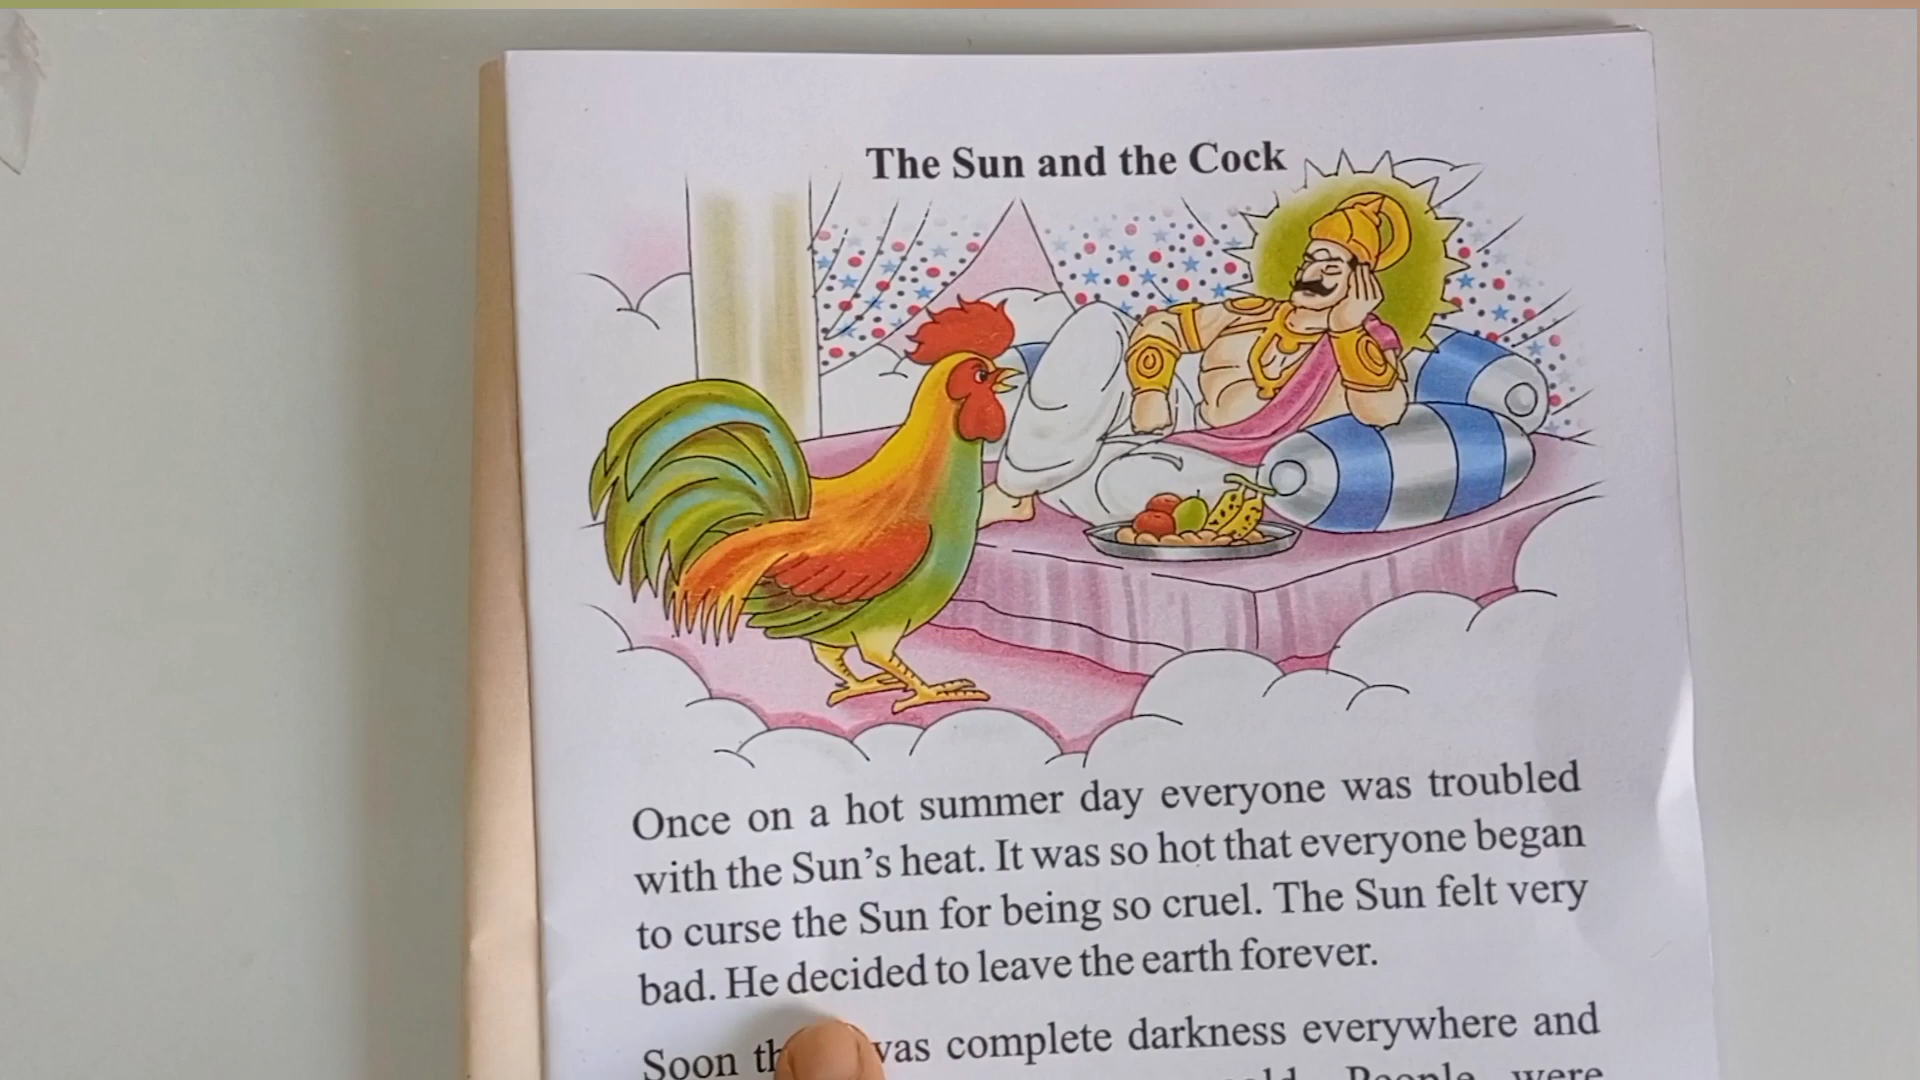 The Sun and the Cock
Once on a hot summer day everyone was troubled
with the Sun's heat. It was so hot that everyone began
to curse the Sun for being so cruel. The Sun felt very
bad. He decided to leave the earth forever.
Soon was complete darkness everywhere and
People were